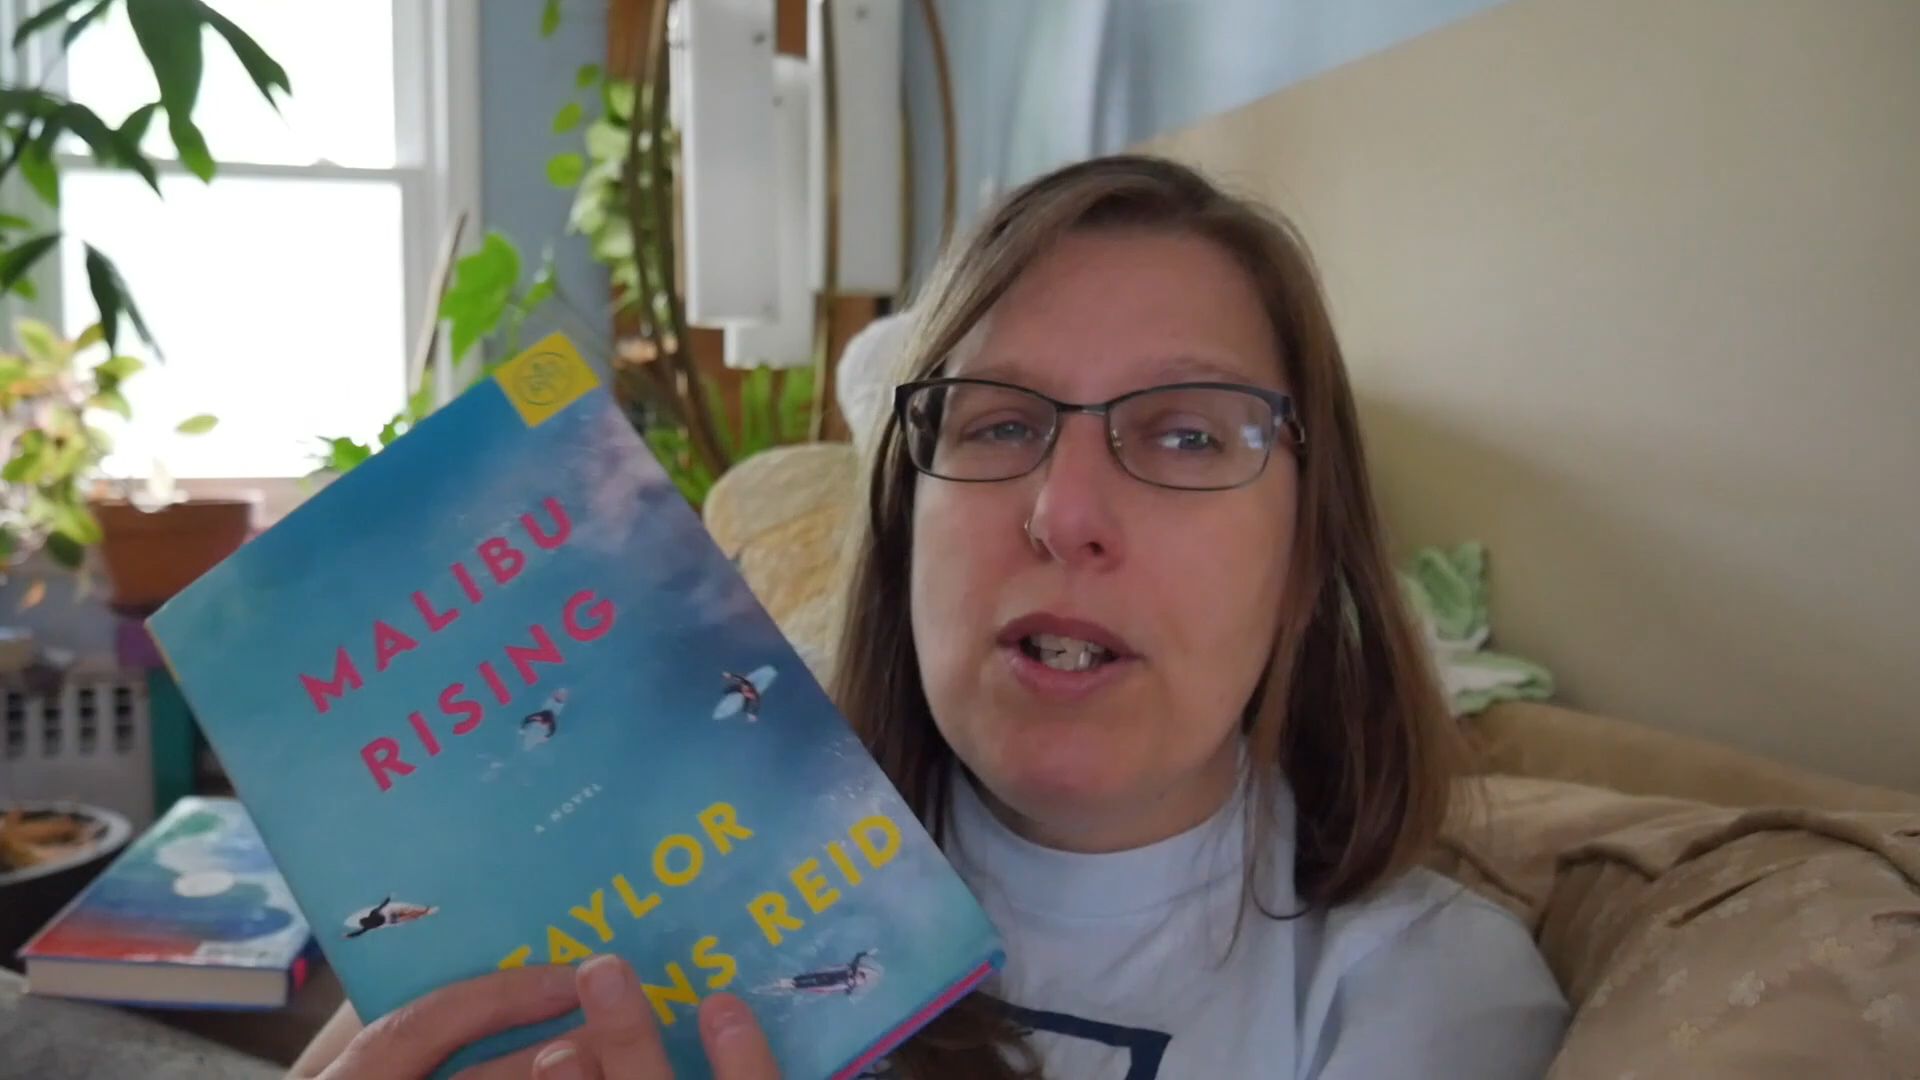 MALIBU
RISING
A NOVEL
TAYLOR
NS REID